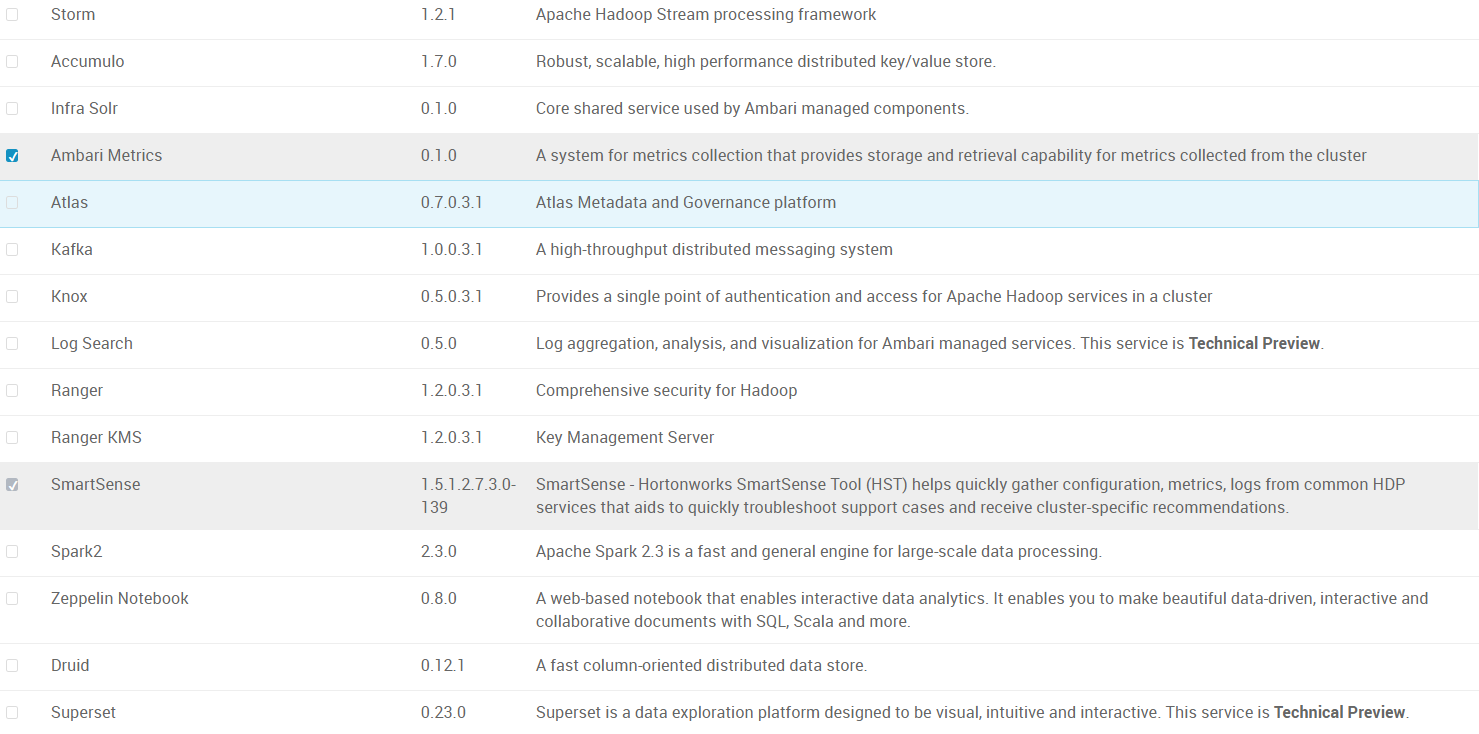 Storm 1.2.1 Apache Hadoop Stream processing framework
Accumulo 1.7.0 Robust, scalable, high performance distributed key/value store.
Infra Solr 0.1.0 Core shared service used by Ambari managed components.
Ambari Metrics 0.1.0 A system for metrics collection that provides storage and retrieval capability for metrics collected from the cluster
Atlas 0.7.0.3.1 Atlas Metadata and Governance platform
Kafka 1.0.0.3.1 A high-throughput distributed messaging system
Knox 0.5.0.3.1 Provides a single point of authentication and access for Apache Hadoop services in a cluster
Log Search 0.5.0 Log aggregation, analysis, and visualization for Ambari managed services. This service is Technical Preview.
Ranger 1.2.0.3.1 Comprehensive security for Hadoop
Ranger KMS 1.2.0.3.1 Key Management Server
SmartSense 1.5.1.2.7.3.0- SmartSense - Hortonworks SmartSense Tool (HST) helps quickly gather configuration, metrics, logs from common HDP
139 services that aids to quickly troubleshoot support cases and receive cluster-specific recommendations.
Spark2 2.3.0 Apache Spark 2.3 is a fast and general engine for large-scale data processing.
Zeppelin Notebook 0.8.0 A web-based notebook that enables interactive data analytics. It enables you to make beautiful data-driven, interactive and
collaborative documents with SQL, Scala and more.
Druid 0.12.1 A fast column-oriented distributed data store.
Superset 0.23.0 Superset is a data exploration platform designed to be visual, intuitive and interactive. This service is Technical Preview.